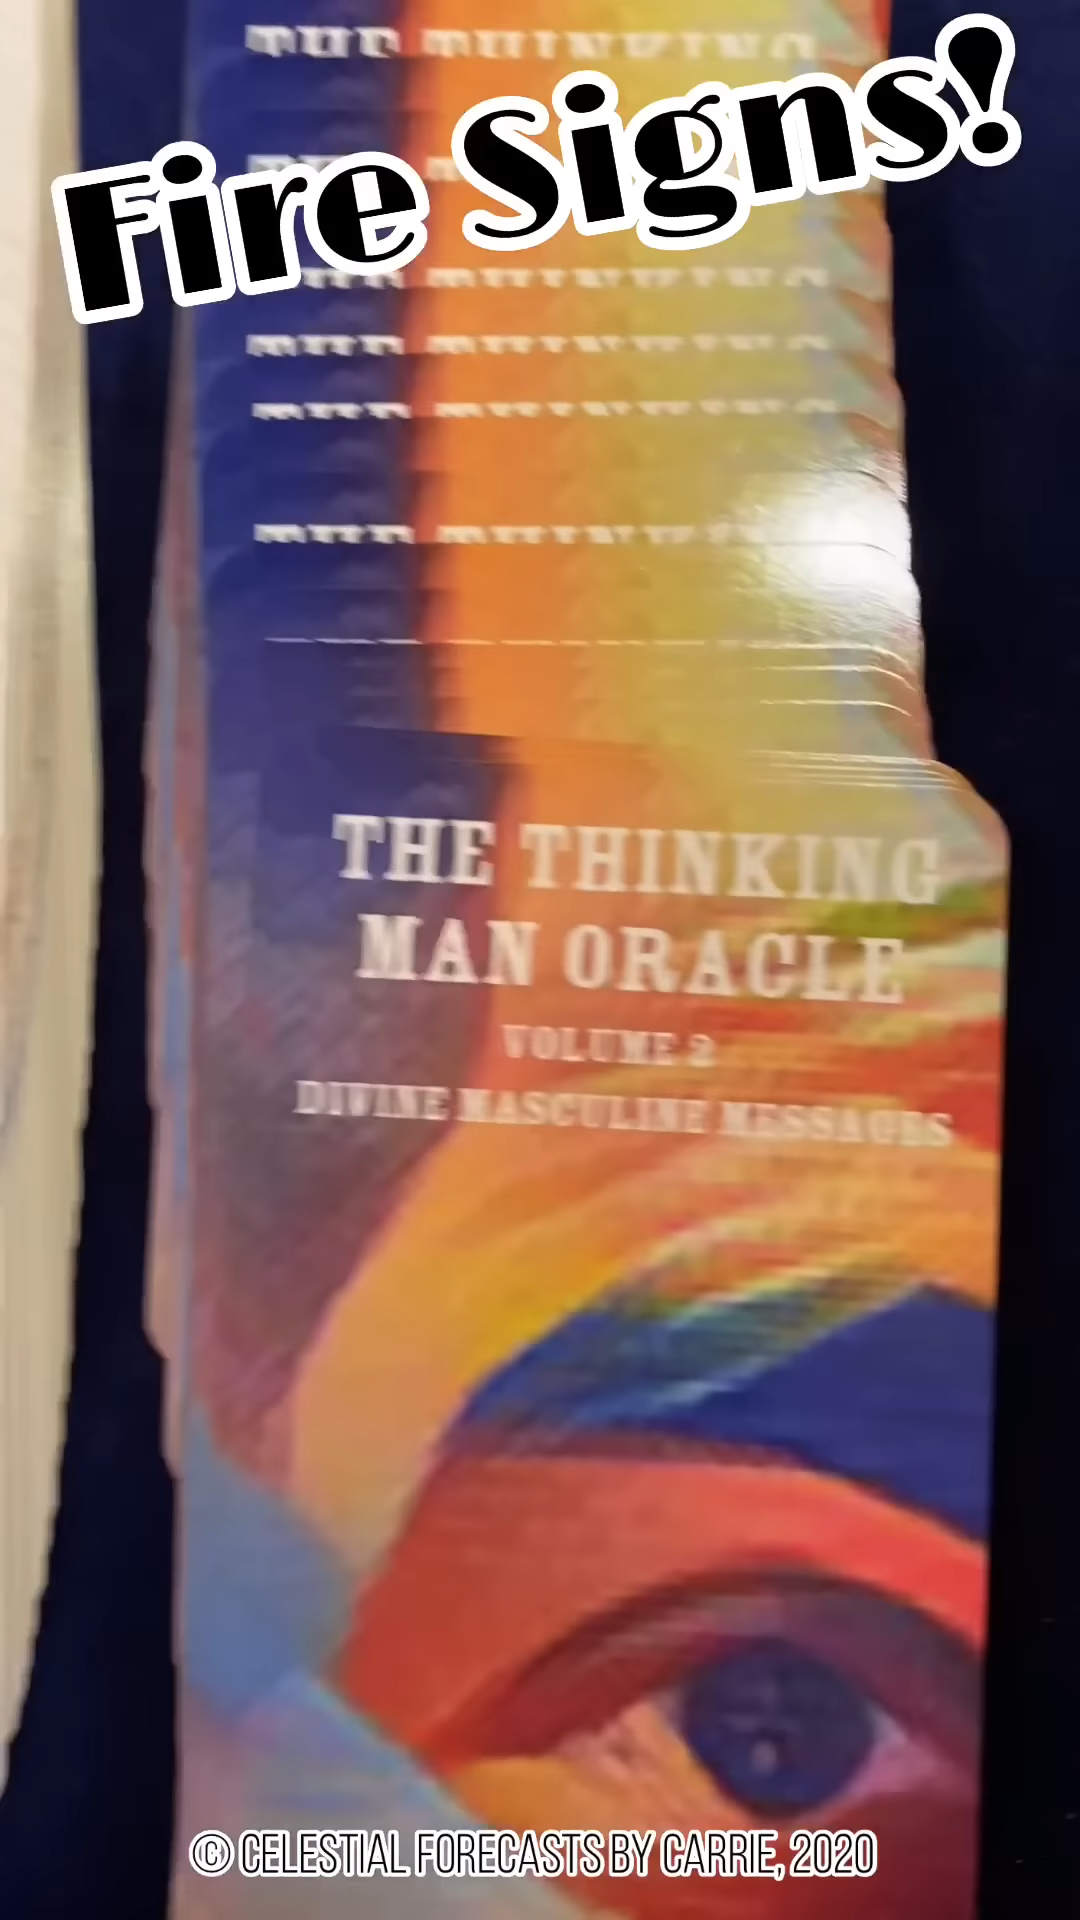 Fire Signs!
THE THINKING
MAN ORACLE
VOLUME 2
DIVINE MASCULINE MESSAGES
© CELESTIAL FORECASTS BY CARRIE, 2020